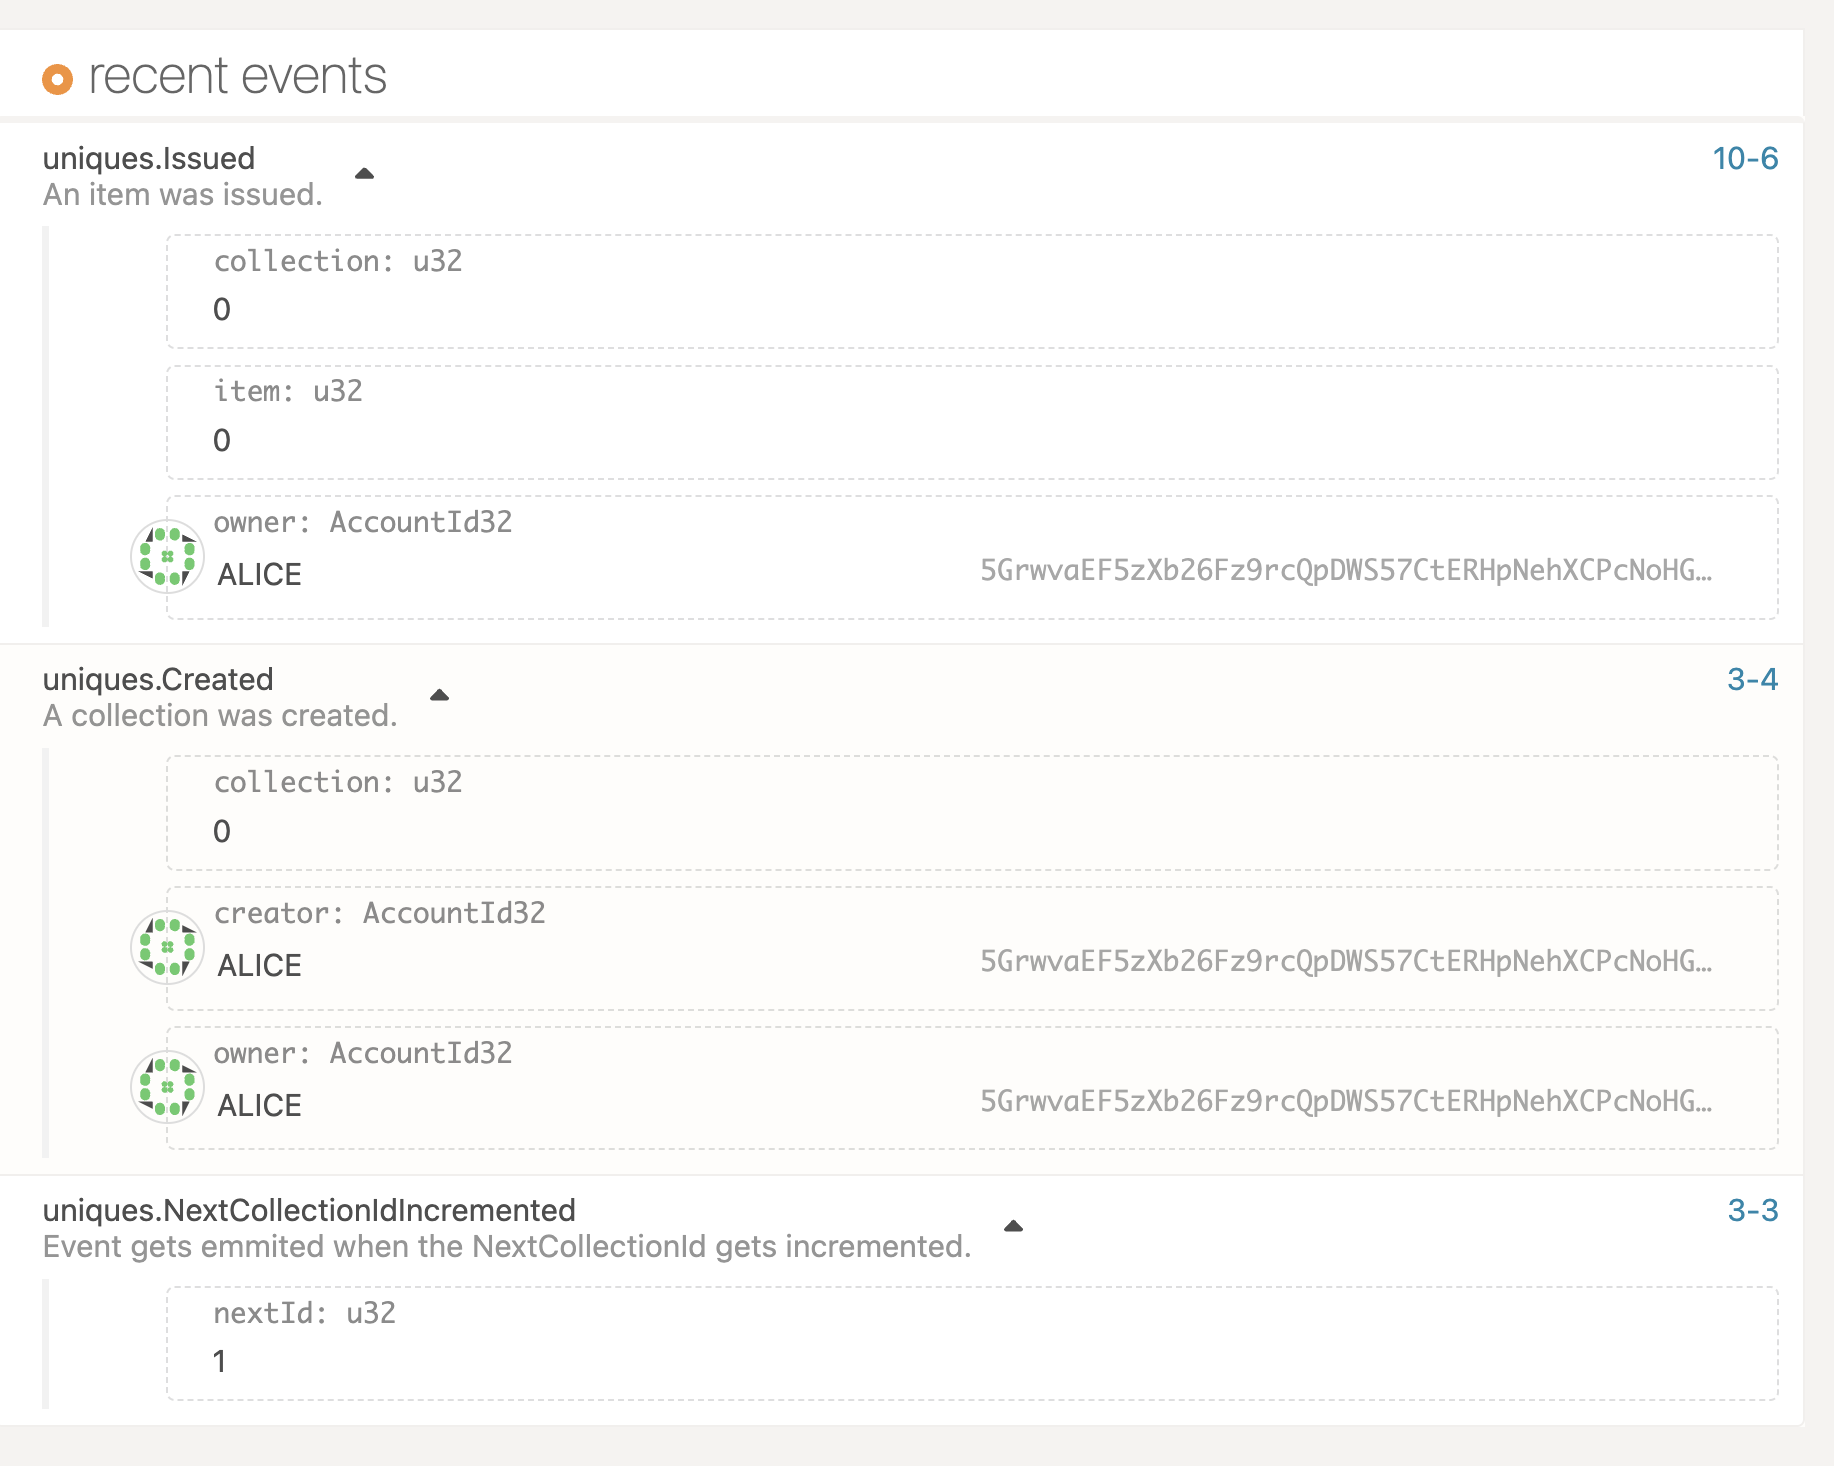 recent events
uniques.Issued
10-6
An item was issued.
collection: u32
0
item: u32
0
owner: AccountId32
ALICE
5GrwvaEF5zXb26Fz9rcQpDWS57CtERHpNehXCPcNoHG…
uniques.Created
3-4
A collection was created.
collection: u32
0
creator: AccountId32
ALICE
5GrwvaEF5zXb26Fz9rcQpDWS57CtERHpNehXCPcNoHG…
owner: AccountId32
ALICE
5GrwvaEF5zXb26Fz9rcQpDWS57CtERHpNehXCPcNoHG…
uniques.NextCollectionIdIncremented
3-3
Event gets emmited when the NextCollectionId gets incremented.
nextId: u32
1